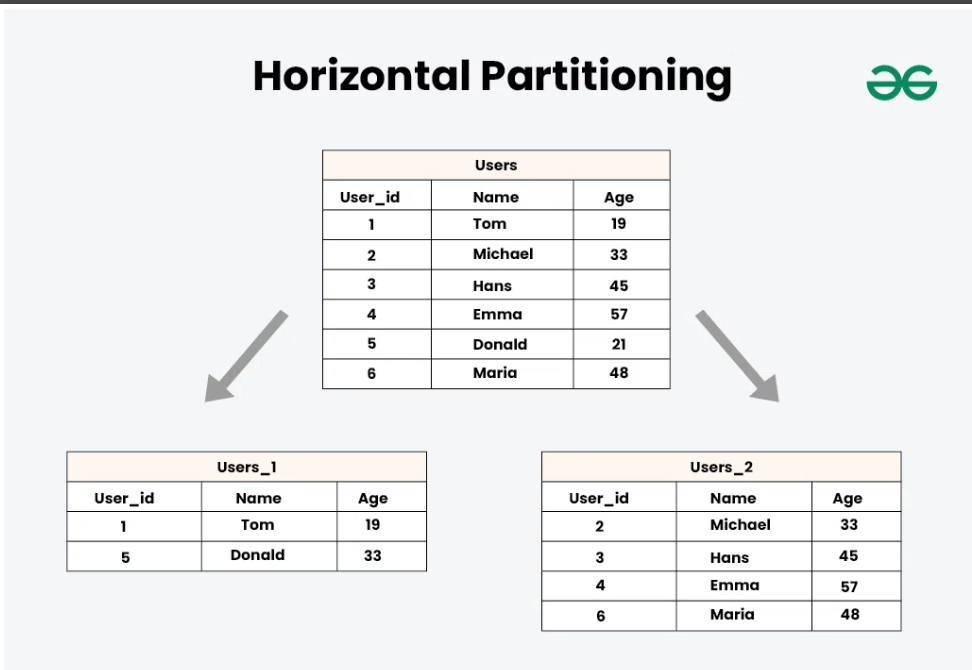 Horizontal Partitioning
Users
User_id Name Age
1 Tom 19
2 Michael 33
3 Hans 45
4 Emma 57
5 Donald 21
6 Maria 48
Users_1
User_id Name Age
1 Tom 19
5 Donald 33
Users_2
User_id Name Age
2 Michael 33
3 Hans 45
4 Emma 57
6 Maria 48